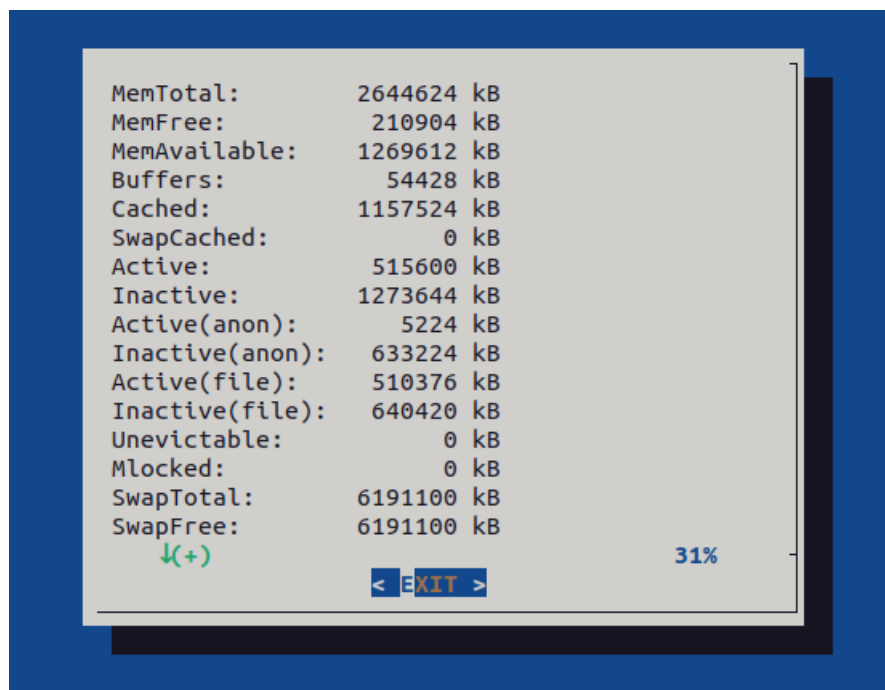 MemTotal:        2644624 kB
MemFree:          210904 kB
MemAvailable:    1269612 kB
Buffers:           54428 kB
Cached:          1157524 kB
SwapCached:            0 kB
Active:           515600 kB
Inactive:        1273644 kB
Active(anon):       5224 kB
Inactive(anon):   633224 kB
Active(file):     510376 kB
Inactive(file):   640420 kB
Unevictable:           0 kB
Mlocked:               0 kB
SwapTotal:       6191100 kB
SwapFree:        6191100 kB
↓(+) 31%
< EXIT >